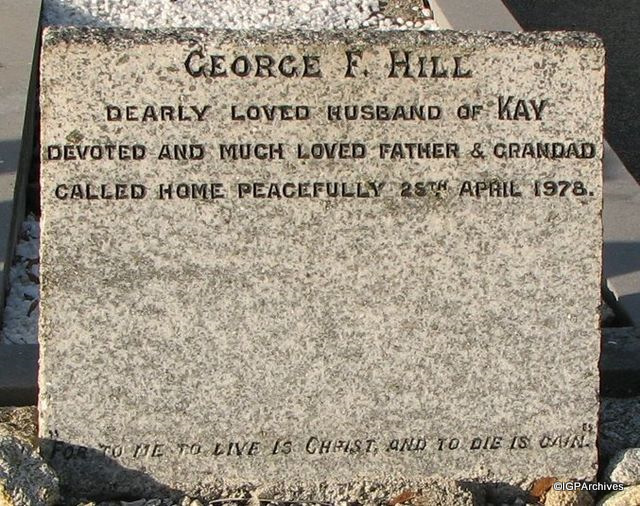 GEORGE F. HILL
DEARLY LOVED HUSBAND OF KAY
DEVOTED AND MUCH LOVED FATHER & GRANDAD
CALLED HOME PEACEFULLY 28TH APRIL 1978.
"FOR TO ME TO LIVE IS CHRIST, AND TO DIE IS GAIN."
©IGPArchives